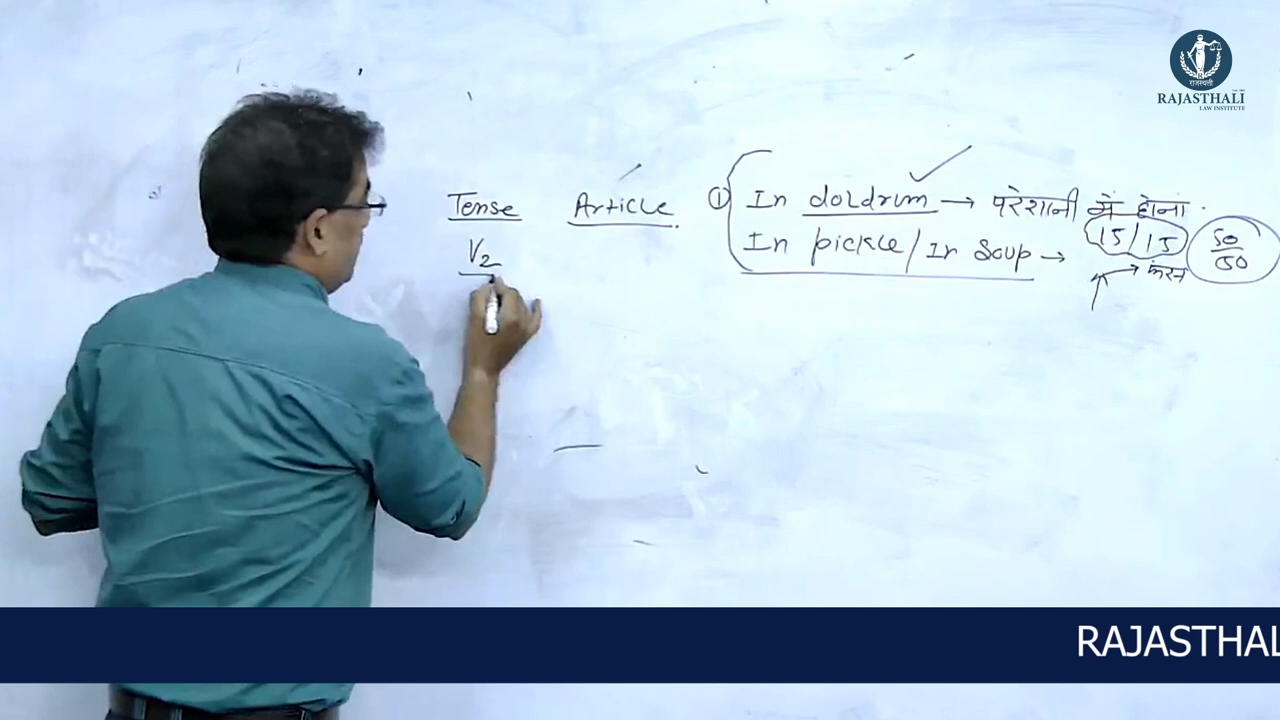 RAJASTHALI
LAW INSTITUTE
Tense Article ① In doldrum → परेशानी में होना.
V2 In pickle/In Soup → 15/15 50/50
RAJASTHAL